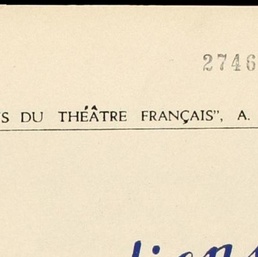 2746
S DU THÉÂTRE FRANÇAIS", A.